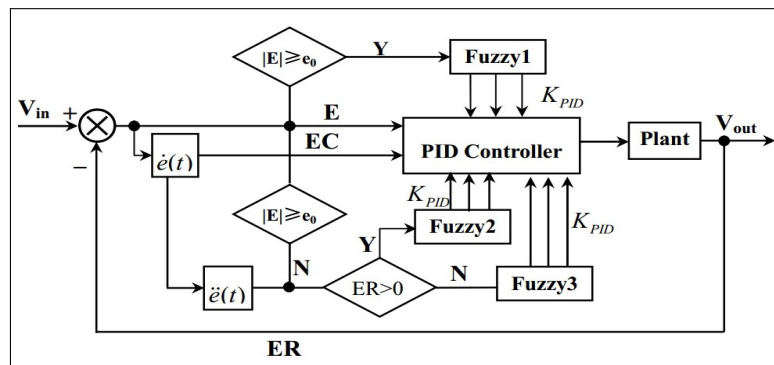 |E|≥e₀
Y
Fuzzy1
K_PID
V_in
+
E
EC
−
ė(t)
PID Controller
Plant
V_out
|E|≥e₀
K_PID
Fuzzy2
K_PID
Y
N
ë(t)
ER>0
N
Fuzzy3
ER